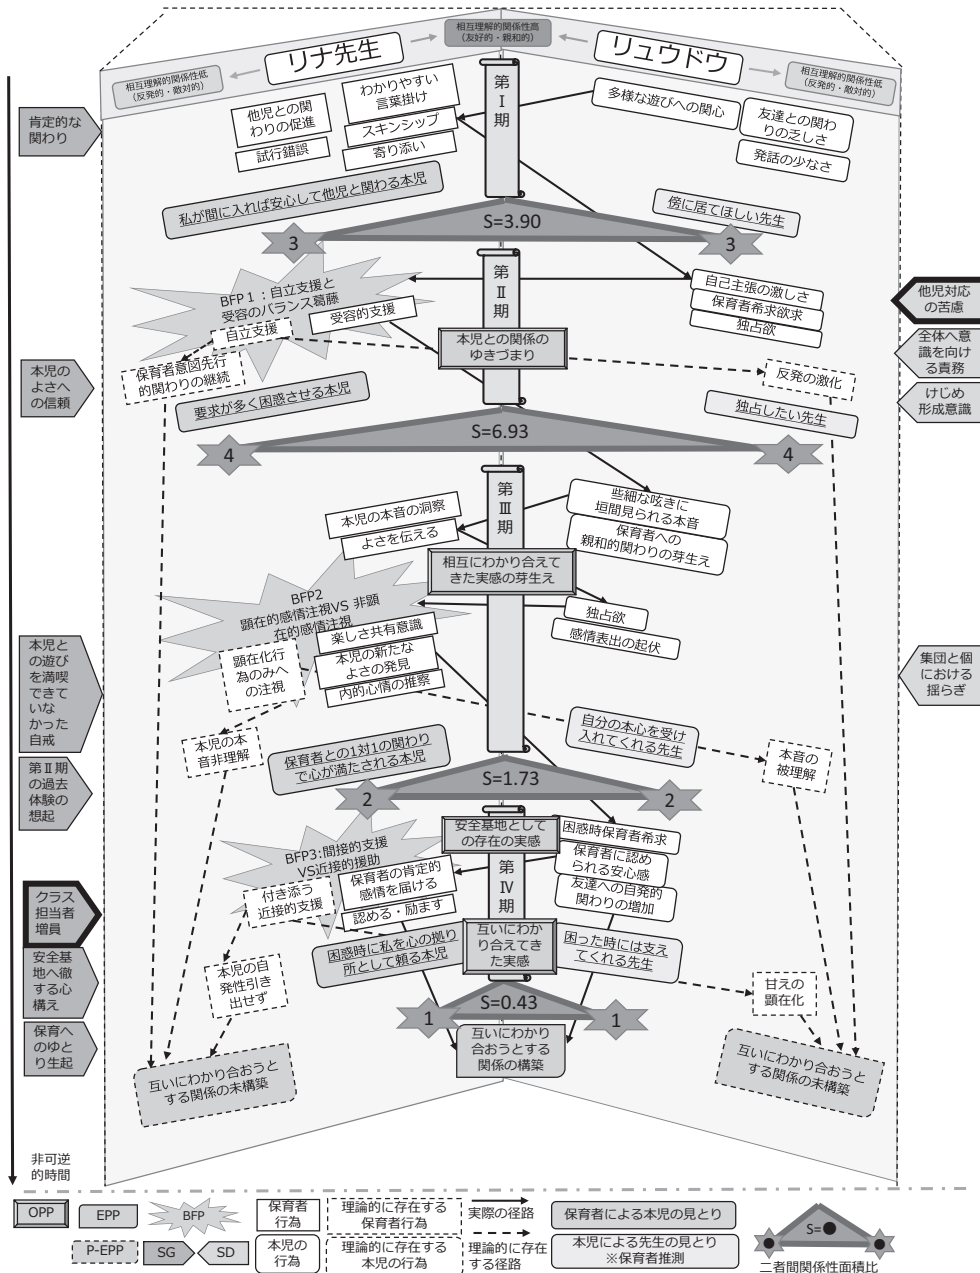 相互理解的関係性高
(友好的・親和的)
リナ先生
リュウドウ
相互理解的関係性低
(反発的・敵対的)
相互理解的関係性低
(反発的・敵対的)
第
Ⅰ
期
肯定的な
関わり
他児との関
わりの促進
試行錯誤
わかりやすい
言葉掛け
スキンシップ
寄り添い
多様な遊びへの関心
友達との関わ
りの乏しさ
発話の少なさ
私が間に入れば安心して他児と関わる本児
傍に居てほしい先生
S=3.90
3
3
第
Ⅱ
期
BFP1:自立支援と
受容のバランス葛藤
自立支援
受容的支援
保育者意図先行
的関わりの継続
本児との関係の
ゆきづまり
自己主張の激しさ
保育者希求欲求
独占欲
反発の激化
他児対応
の苦慮
全体へ意
識を向け
る責務
けじめ
形成意識
本児の
よさへ
の信頼
要求が多く困惑させる本児
独占したい先生
S=6.93
4
4
第
Ⅲ
期
本児の本音の洞察
よさを伝える
些細な呟きに
垣間見られる本音
保育者への
親和的関わりの芽生え
相互にわかり合えて
きた実感の芽生え
BFP2
顕在的感情注視VS 非顕
在的感情注視
楽しさ共有意識
本児の新たな
よさの発見
内的心情の推察
顕在化行
為のみへ
の注視
独占欲
感情表出の起伏
本児と
の遊び
を満喫
できて
いな
かった
自戒
集団と個
における
揺らぎ
本児の本
音非理解
自分の本心を受け
入れてくれる先生
本音の
被理解
保育者との1対1の関わり
で心が満たされる本児
第Ⅱ期
の過去
体験の
想起
S=1.73
2
2
安全基地として
の存在の実感
第
Ⅳ
期
BFP3:間接的支援
VS近接的援助
付き添う
近接的支援
保育者の肯定的
感情を届ける
認める・励ます
困惑時保育者希求
保育者に認め
られる安心感
友達への自発的
関わりの増加
クラス
担当者
増員
互いにわか
り合えてき
た実感
困惑時に私を心の拠り
所として頼る本児
困った時には支え
てくれる先生
安全基
地へ徹
する心
構え
本児の自
発性引き
出せず
甘えの
顕在化
S=0.43
1
1
保育へ
のゆと
り生起
互いにわかり
合おうとする
関係の構築
互いにわかり合おうと
する関係の未構築
互いにわかり合おうと
する関係の未構築
非可逆
的時間
OPP
EPP
BFP
保育者
行為
理論的に存在する
保育者行為
実際の径路
保育者による本児の見とり
P-EPP
SG
SD
本児の
行為
理論的に存在する
本児の行為
理論的に存在
する径路
本児による先生の見とり
※保育者推測
S=●
二者間関係性面積比